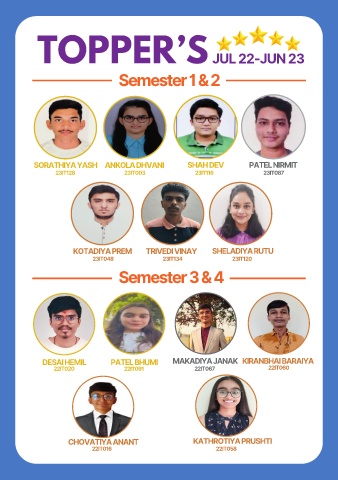 TOPPER'S
JUL 22-JUN 23
Semester 1 & 2
SORATHIYA YASH
23IT128
ANKOLA DHVANI
23IT003
SHAH DEV
23IT118
PATEL NIRMIT
23IT087
KOTADIYA PREM
23IT048
TRIVEDI VINAY
23IT134
SHELADIYA RUTU
23IT120
Semester 3 & 4
DESAI HEMIL
22IT020
PATEL BHUMI
22IT091
MAKADIYA JANAK
22IT067
KIRANBHAI BARAIYA
22IT060
CHOVATIYA ANANT
22IT016
KATHROTIYA PRUSHTI
22IT058